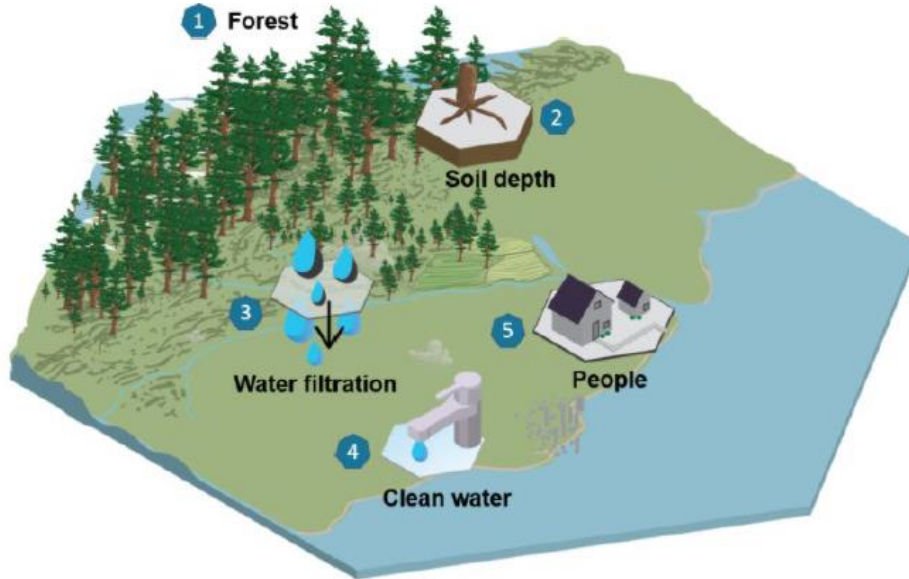 1 Forest
2
Soil depth
3
Water filtration
5
People
4
Clean water